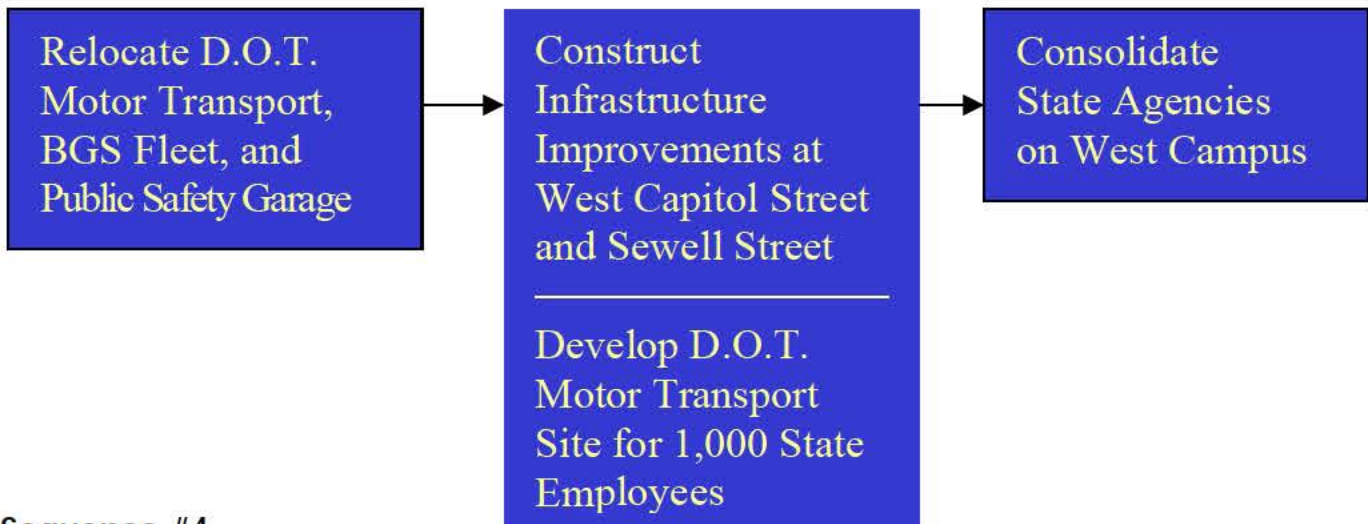 Relocate D.O.T.
Motor Transport,
BGS Fleet, and
Public Safety Garage
Construct
Infrastructure
Improvements at
West Capitol Street
and Sewell Street
Develop D.O.T.
Motor Transport
Site for 1,000 State
Employees
Consolidate
State Agencies
on West Campus